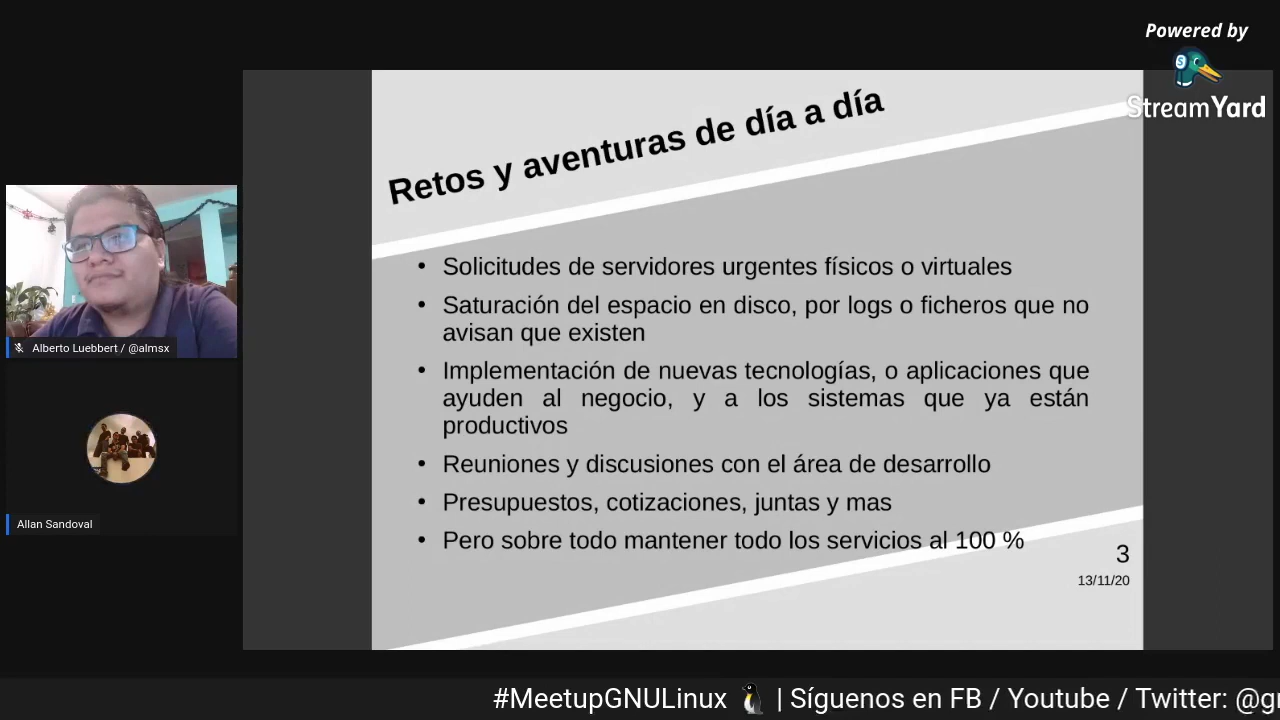 Powered by
StreamYard
Retos y aventuras de día a día
• Solicitudes de servidores urgentes físicos o virtuales
• Saturación del espacio en disco, por logs o ficheros que no
avisan que existen
• Implementación de nuevas tecnologías, o aplicaciones que
ayuden al negocio, y a los sistemas que ya están
productivos
• Reuniones y discusiones con el área de desarrollo
• Presupuestos, cotizaciones, juntas y mas
• Pero sobre todo mantener todo los servicios al 100 %
3
13/11/20
Alberto Luebbert / @almsx
Allan Sandoval
#MeetupGNULinux 🐧 | Síguenos en FB / Youtube / Twitter: